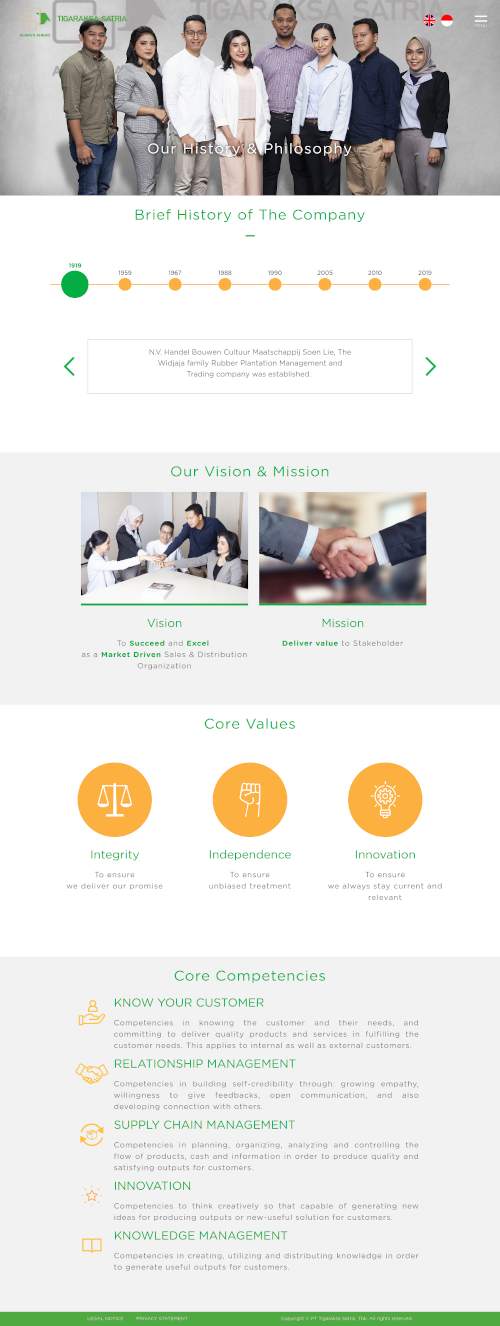 TIGARAKSA SATRIA
TIGARAKSA SATRIA
ALWAYS AHEAD
Our History & Philosophy
Brief History of The Company
1919
1959
1967
1988
1990
2005
2010
2019
N.V. Handel Bouwen Cultuur Maatschappij Soen Lie, The
Widjaja family Rubber Plantation Management and
Trading company was established.
Our Vision & Mission
Vision
To Succeed and Excel
as a Market Driven Sales & Distribution
Organization
Mission
Deliver value to Stakeholder
Core Values
Integrity
To ensure
we deliver our promise
Independence
To ensure
unbiased treatment
Innovation
To ensure
we always stay current and
relevant
Core Competencies
KNOW YOUR CUSTOMER
Competencies in knowing the customer and their needs, and
committing to deliver quality products and services in fulfilling the
customer needs. This applies to internal as well as external customers.
RELATIONSHIP MANAGEMENT
Competencies in building self-credibility through: growing empathy,
willingness to give feedbacks, open communication, and also
developing connection with others.
SUPPLY CHAIN MANAGEMENT
Competencies in planning, organizing, analyzing and controlling the
flow of products, cash and information in order to produce quality and
satisfying outputs for customers.
INNOVATION
Competencies to think creatively so that capable of generating new
ideas for producing outputs or new-useful solution for customers.
KNOWLEDGE MANAGEMENT
Competencies in creating, utilizing and distributing knowledge in order
to generate useful outputs for customers.
LEGAL NOTICE
PRIVACY STATEMENT
Copyright © PT Tigaraksa Satria, Tbk. All rights reserved.